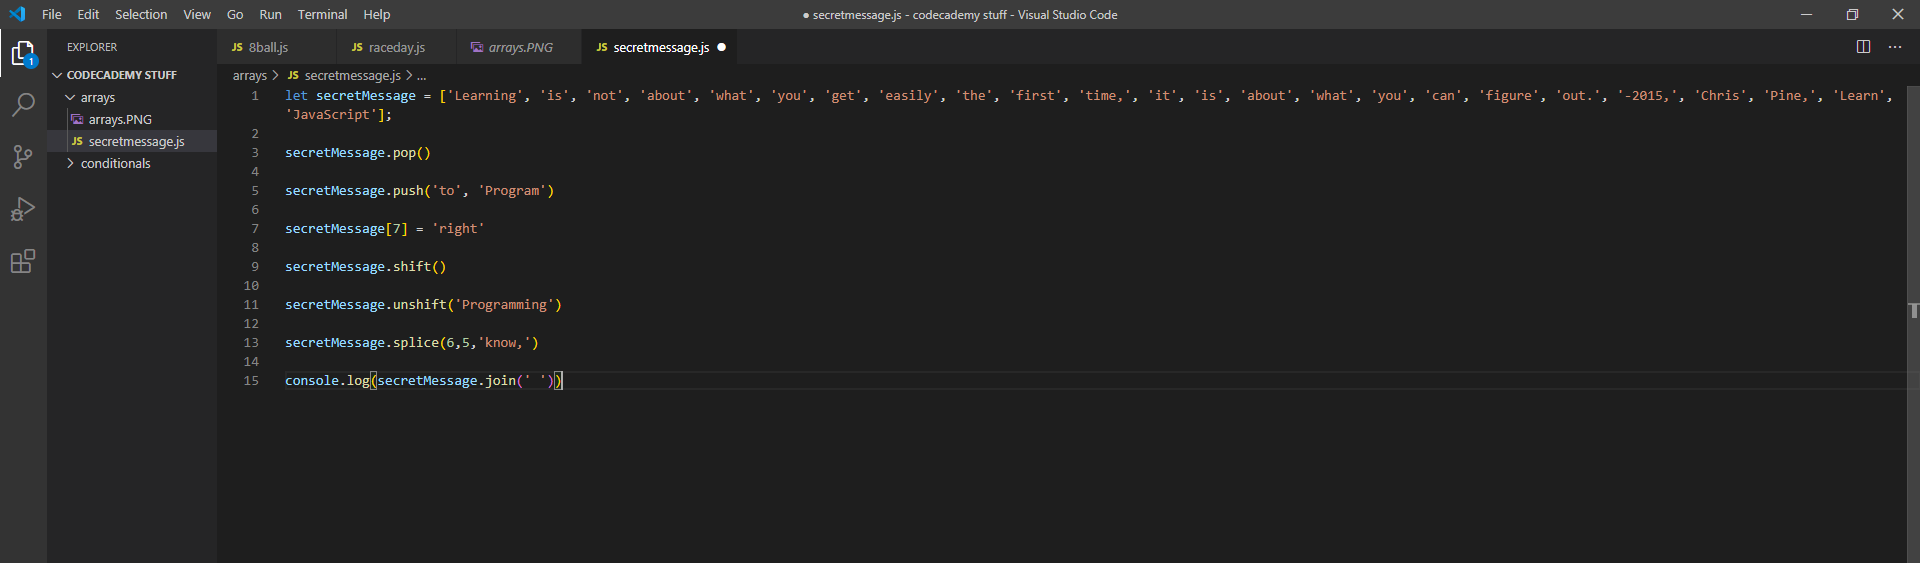 File Edit Selection View Go Run Terminal Help
● secretmessage.js - codecademy stuff - Visual Studio Code
1
EXPLORER
CODECADEMY STUFF
arrays
arrays.PNG
JS secretmessage.js
conditionals
JS 8ball.js
JS raceday.js
arrays.PNG
JS secretmessage.js ●
arrays > JS secretmessage.js > ...
1 let secretMessage = ['Learning', 'is', 'not', 'about', 'what', 'you', 'get', 'easily', 'the', 'first', 'time,', 'it', 'is', 'about', 'what', 'you', 'can', 'figure', 'out.', '-2015,', 'Chris', 'Pine,', 'Learn',
'JavaScript'];
2
3 secretMessage.pop()
4
5 secretMessage.push('to', 'Program')
6
7 secretMessage[7] = 'right'
8
9 secretMessage.shift()
10
11 secretMessage.unshift('Programming')
12
13 secretMessage.splice(6,5,'know,')
14
15 console.log(secretMessage.join(' '))